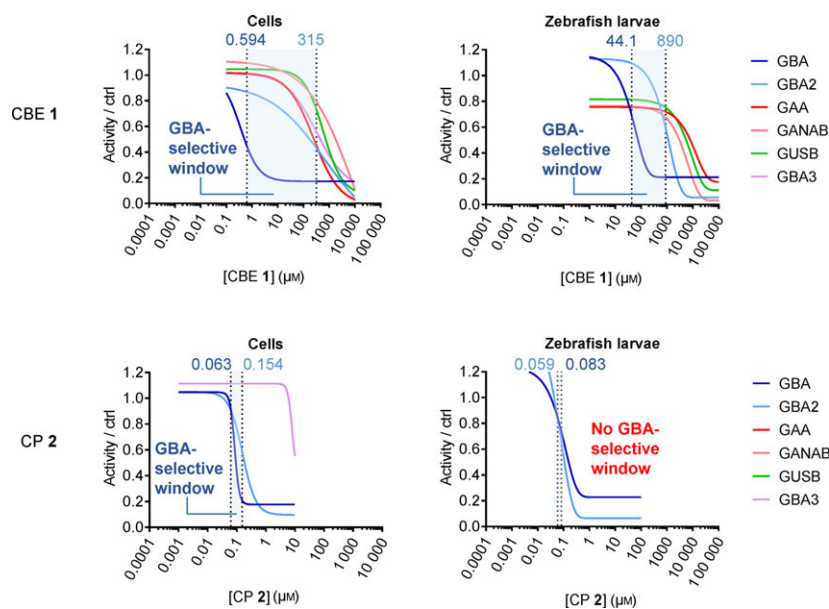 Cells
0.594 315
CBE 1
Activity / ctrl
1.4
1.2
1.0
0.8
0.6
0.4
0.2
0.0
GBA-
selective
window
0.0001
0.001
0.01
0.1
1
10
100
1000
10 000
100 000
[CBE 1] (µM)
Zebrafish larvae
44.1 890
Activity / ctrl
1.4
1.2
1.0
0.8
0.6
0.4
0.2
0.0
GBA-
selective
window
0.0001
0.001
0.01
0.1
1
10
100
1000
10 000
100 000
[CBE 1] (µM)
GBA
GBA2
GAA
GANAB
GUSB
GBA3
Cells
0.063 0.154
CP 2
Activity / ctrl
1.2
1.0
0.8
0.6
0.4
0.2
0.0
GBA-
selective
window
0.0001
0.001
0.01
0.1
1
10
100
1000
10 000
[CP 2] (µM)
Zebrafish larvae
0.059 0.083
Activity / ctrl
1.2
1.0
0.8
0.6
0.4
0.2
0.0
No GBA-
selective
window
0.0001
0.001
0.01
0.1
1
10
100
1000
10 000
100 000
[CP 2] (µM)
GBA
GBA2
GAA
GANAB
GUSB
GBA3